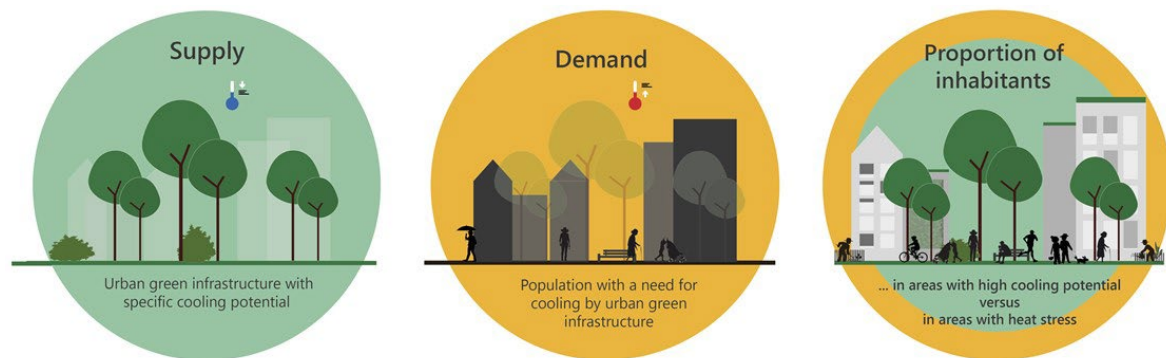 Supply
Urban green infrastructure with
specific cooling potential
Demand
Population with a need for
cooling by urban green
infrastructure
Proportion of
inhabitants
... in areas with high cooling potential
versus
in areas with heat stress